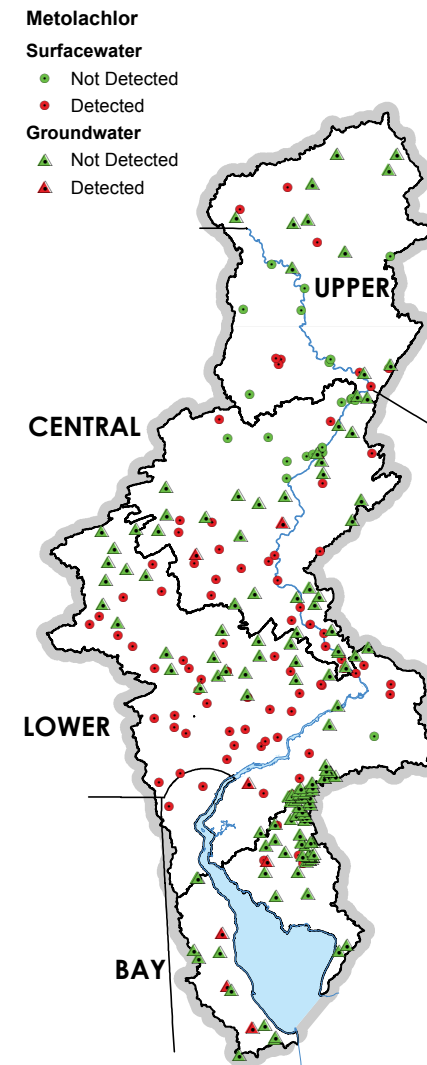 Metolachlor
Surfacewater
Not Detected
Detected
Groundwater
Not Detected
Detected
UPPER
CENTRAL
LOWER
BAY